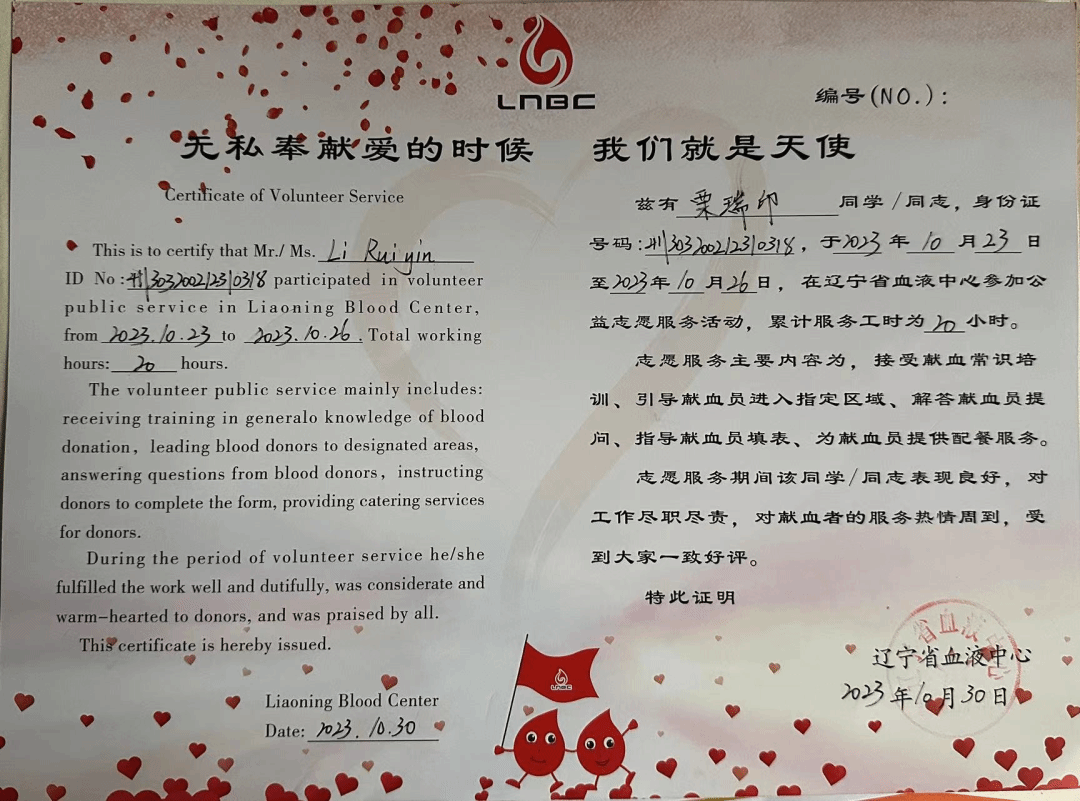 LNBC
编号(NO.):
无私奉献爱的时候 我们就是天使
Certificate of Volunteer Service
This is to certify that Mr./ Ms. Li Ruiyin
ID No:211303200212310318 participated in volunteer
public service in Liaoning Blood Center,
from 2023.10.23 to 2023.10.26. Total working
hours: 20 hours.
The volunteer public service mainly includes:
receiving training in generalo knowledge of blood
donation, leading blood donors to designated areas,
answering questions from blood donors, instructing
donors to complete the form, providing catering services
for donors.
During the period of volunteer service he/she
fulfilled the work well and dutifully, was considerate and
warm-hearted to donors, and was praised by all.
This certificate is hereby issued.
Liaoning Blood Center
Date: 2023.10.30
兹有 栗瑞印 同学/同志，身份证
号码:211303200212310318，于2023年 10 月 23 日
至2023年 10 月 26 日，在辽宁省血液中心参加公
益志愿服务活动，累计服务工时为 20 小时。
志愿服务主要内容为，接受献血常识培
训、引导献血员进入指定区域、解答献血员提
问、指导献血员填表、为献血员提供配餐服务。
志愿服务期间该同学/同志表现良好，对
工作尽职尽责，对献血者的服务热情周到，受
到大家一致好评。
特此证明
辽宁省血液中心
2023年10月30日
LNBC